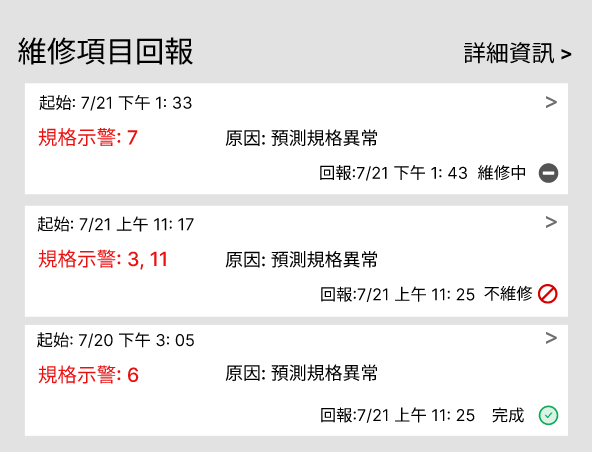 維修項目回報 詳細資訊 >
起始: 7/21 下午 1: 33 >
規格示警: 7 原因: 預測規格異常
回報:7/21 下午 1: 43 維修中
起始: 7/21 上午 11: 17 >
規格示警: 3, 11 原因: 預測規格異常
回報:7/21 上午 11: 25 不維修
起始: 7/20 下午 3: 05 >
規格示警: 6 原因: 預測規格異常
回報:7/21 上午 11: 25 完成